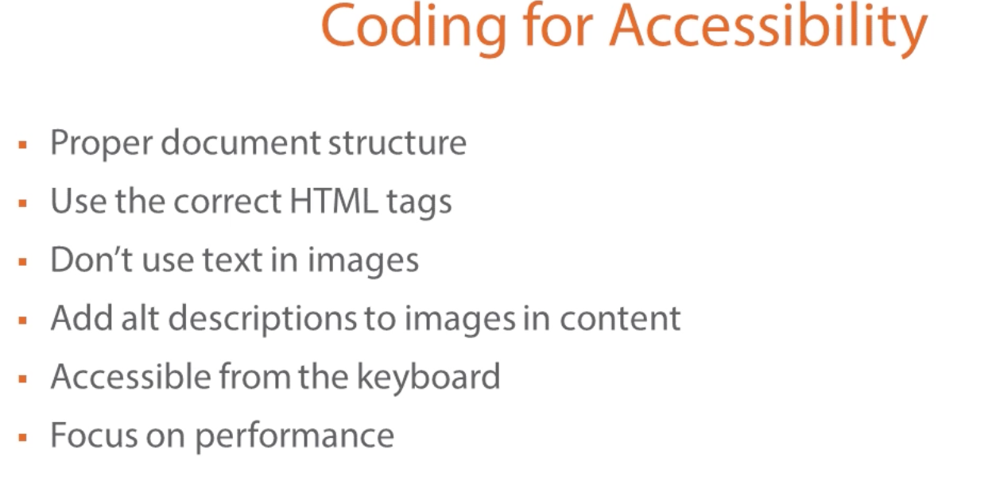 Coding for Accessibility
▪ Proper document structure
▪ Use the correct HTML tags
▪ Don’t use text in images
▪ Add alt descriptions to images in content
▪ Accessible from the keyboard
▪ Focus on performance